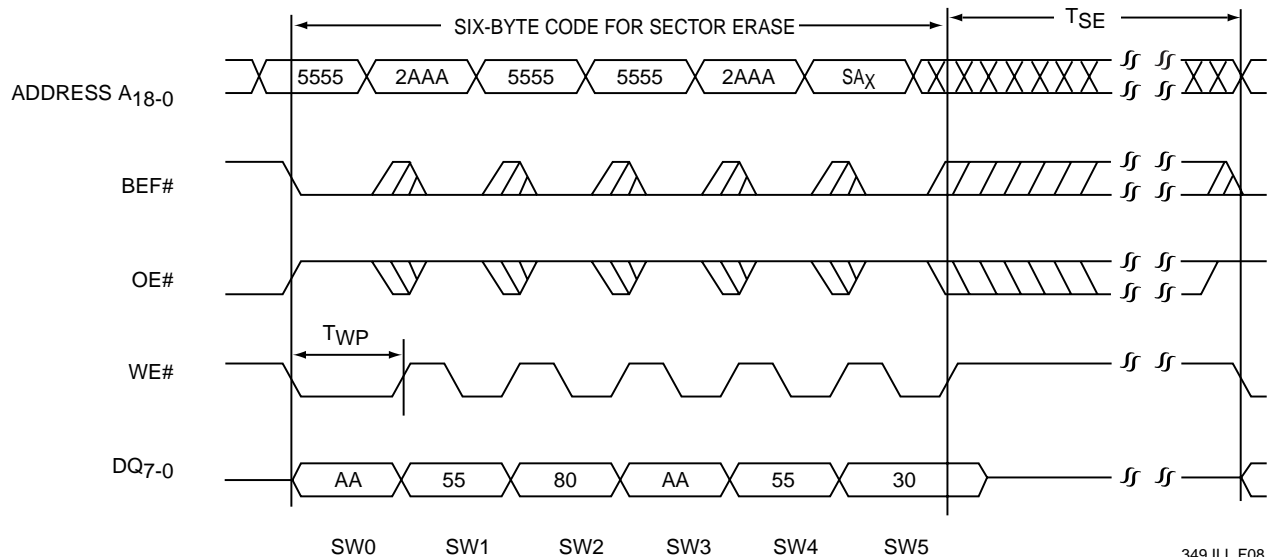 SIX-BYTE CODE FOR SECTOR ERASE TSE
ADDRESS A18-0 5555 2AAA 5555 5555 2AAA SAX
BEF#
OE#
TWP
WE#
DQ7-0 AA 55 80 AA 55 30
SW0 SW1 SW2 SW3 SW4 SW5
349 ILL F08